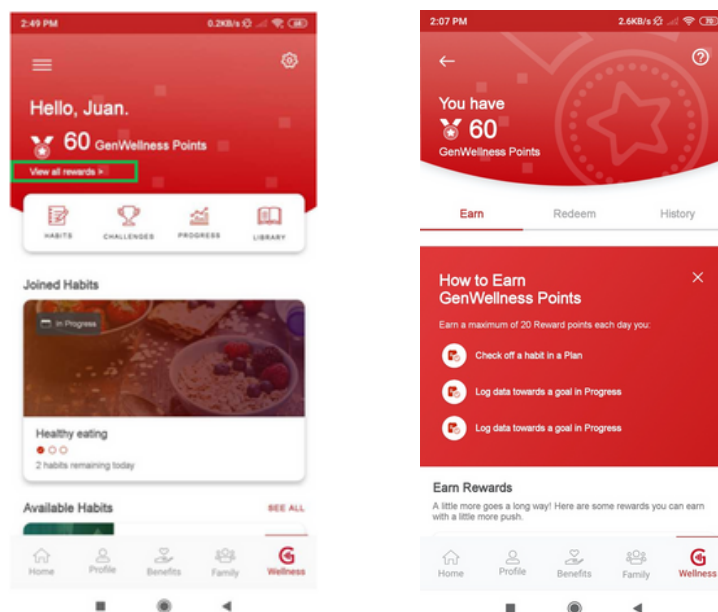 2:49 PM
0.2KB/s
68
Hello, Juan.
60 GenWellness Points
View all rewards >
HABITS
CHALLENGES
PROGRESS
LIBRARY
Joined Habits
In Progress
Healthy eating
2 habits remaining today
Available Habits
SEE ALL
Home
Profile
Benefits
Family
Wellness
2:07 PM
2.6KB/s
70
You have
60
GenWellness Points
Earn
Redeem
History
How to Earn
GenWellness Points
Earn a maximum of 20 Reward points each day you:
Check off a habit in a Plan
Log data towards a goal in Progress
Log data towards a goal in Progress
Earn Rewards
A little more goes a long way! Here are some rewards you can earn
with a little more push.
Home
Profile
Benefits
Family
Wellness